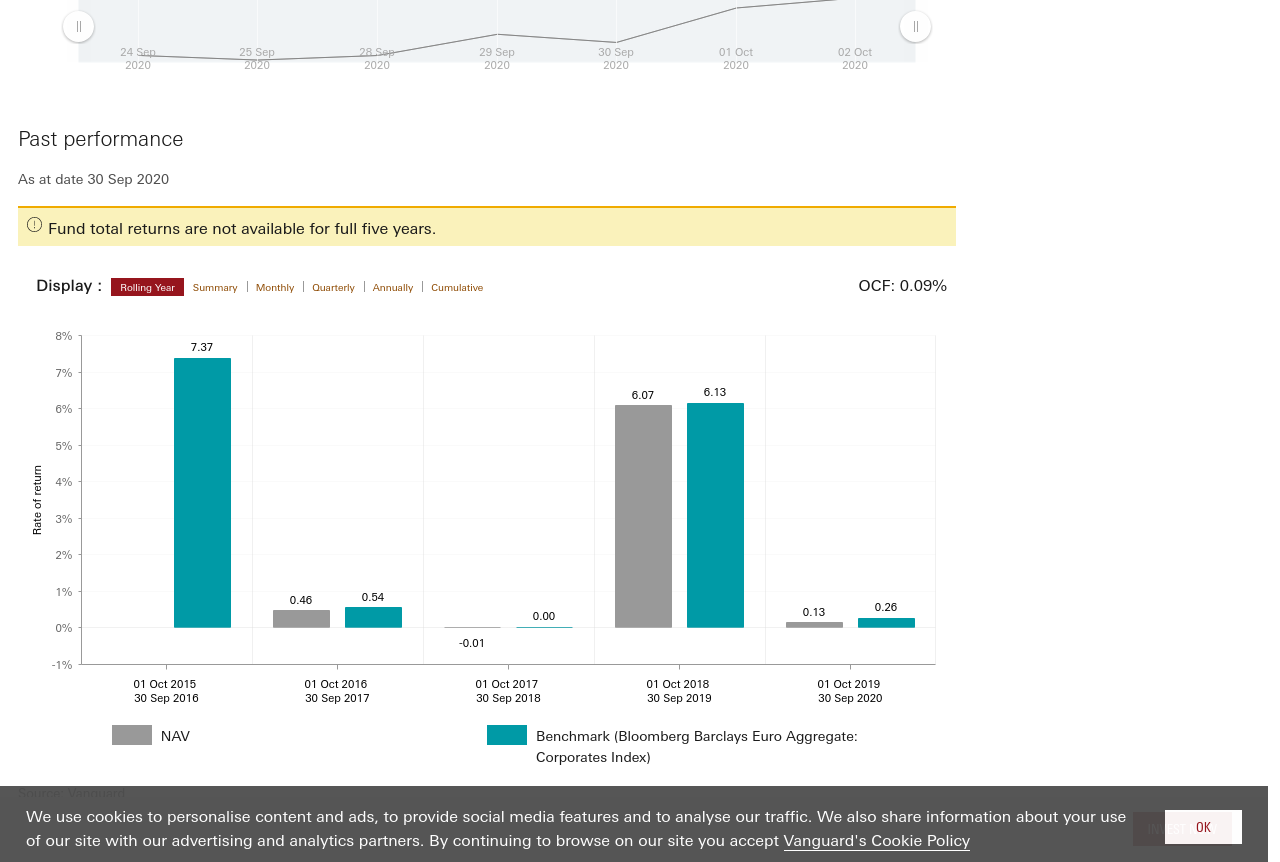 24 Sep 2020
25 Sep 2020
28 Sep 2020
29 Sep 2020
30 Sep 2020
01 Oct 2020
02 Oct 2020
Past performance
As at date 30 Sep 2020
Fund total returns are not available for full five years.
Display : Rolling Year Summary Monthly Quarterly Annually Cumulative
OCF: 0.09%
Rate of return
8%
7%
6%
5%
4%
3%
2%
1%
0%
-1%
7.37
0.46
0.54
-0.01
0.00
6.07
6.13
0.13
0.26
01 Oct 2015
30 Sep 2016
01 Oct 2016
30 Sep 2017
01 Oct 2017
30 Sep 2018
01 Oct 2018
30 Sep 2019
01 Oct 2019
30 Sep 2020
NAV
Benchmark (Bloomberg Barclays Euro Aggregate:
Corporates Index)
Source: Vanguard
We use cookies to personalise content and ads, to provide social media features and to analyse our traffic. We also share information about your use
of our site with our advertising and analytics partners. By continuing to browse on our site you accept Vanguard's Cookie Policy
OK